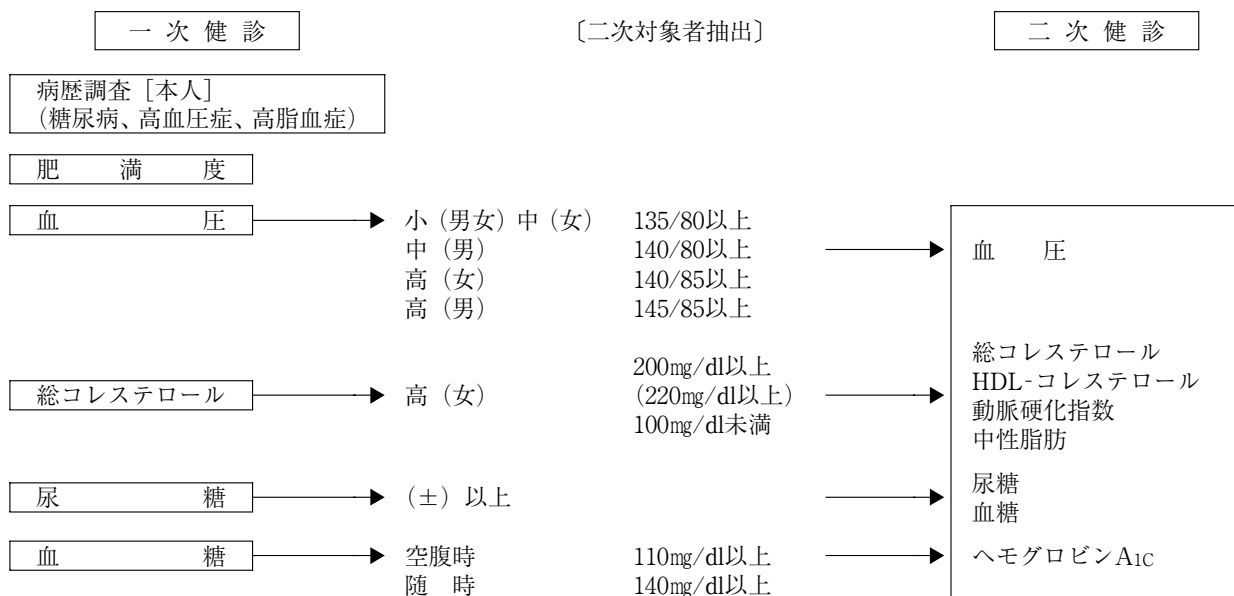 一次健診 〔二次対象者抽出〕 二次健診
病歴調査［本人］
（糖尿病、高血圧症、高脂血症）
肥満度
血圧 小（男女）中（女） 135/80以上
中（男） 140/80以上 血圧
高（女） 140/85以上
高（男） 145/85以上
総コレステロール 高（女） 200㎎/dl以上
（220㎎/dl以上）
100㎎/dl未満
総コレステロール
HDL-コレステロール
動脈硬化指数
中性脂肪
尿糖 （±）以上 尿糖
血糖
血糖 空腹時 110mg/dl以上 ヘモグロビンA1C
随時 140mg/dl以上